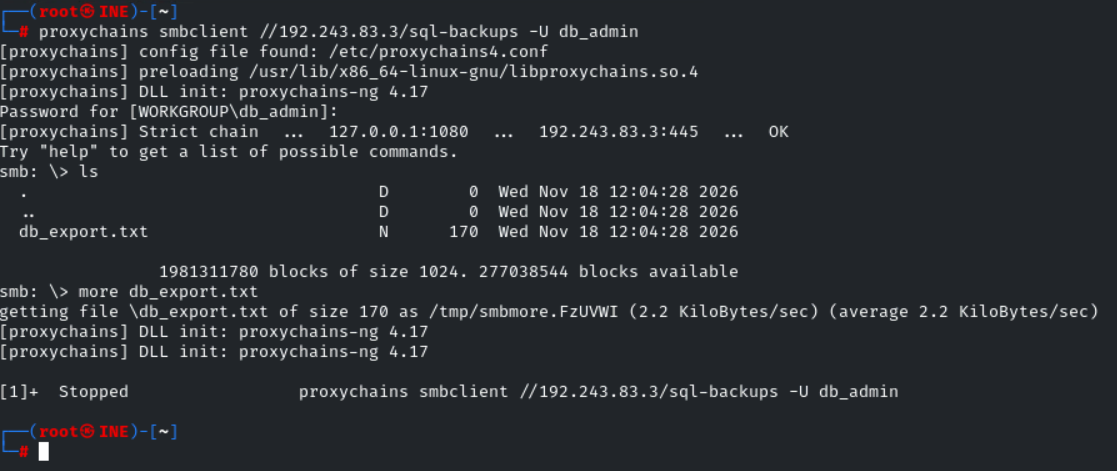 ┌──(root㉿INE)-[~]
└─# proxychains smbclient //192.243.83.3/sql-backups -U db_admin
[proxychains] config file found: /etc/proxychains4.conf
[proxychains] preloading /usr/lib/x86_64-linux-gnu/libproxychains.so.4
[proxychains] DLL init: proxychains-ng 4.17
Password for [WORKGROUP\db_admin]:
[proxychains] Strict chain  ...  127.0.0.1:1080  ...  192.243.83.3:445  ...  OK
Try "help" to get a list of possible commands.
smb: \> ls
  .                                   D        0  Wed Nov 18 12:04:28 2026
  ..                                  D        0  Wed Nov 18 12:04:28 2026
  db_export.txt                       N      170  Wed Nov 18 12:04:28 2026
                1981311780 blocks of size 1024. 277038544 blocks available
smb: \> more db_export.txt
getting file \db_export.txt of size 170 as /tmp/smbmore.FzUVWI (2.2 KiloBytes/sec) (average 2.2 KiloBytes/sec)
[proxychains] DLL init: proxychains-ng 4.17
[proxychains] DLL init: proxychains-ng 4.17
[1]+  Stopped                 proxychains smbclient //192.243.83.3/sql-backups -U db_admin
┌──(root㉿INE)-[~]
└─#